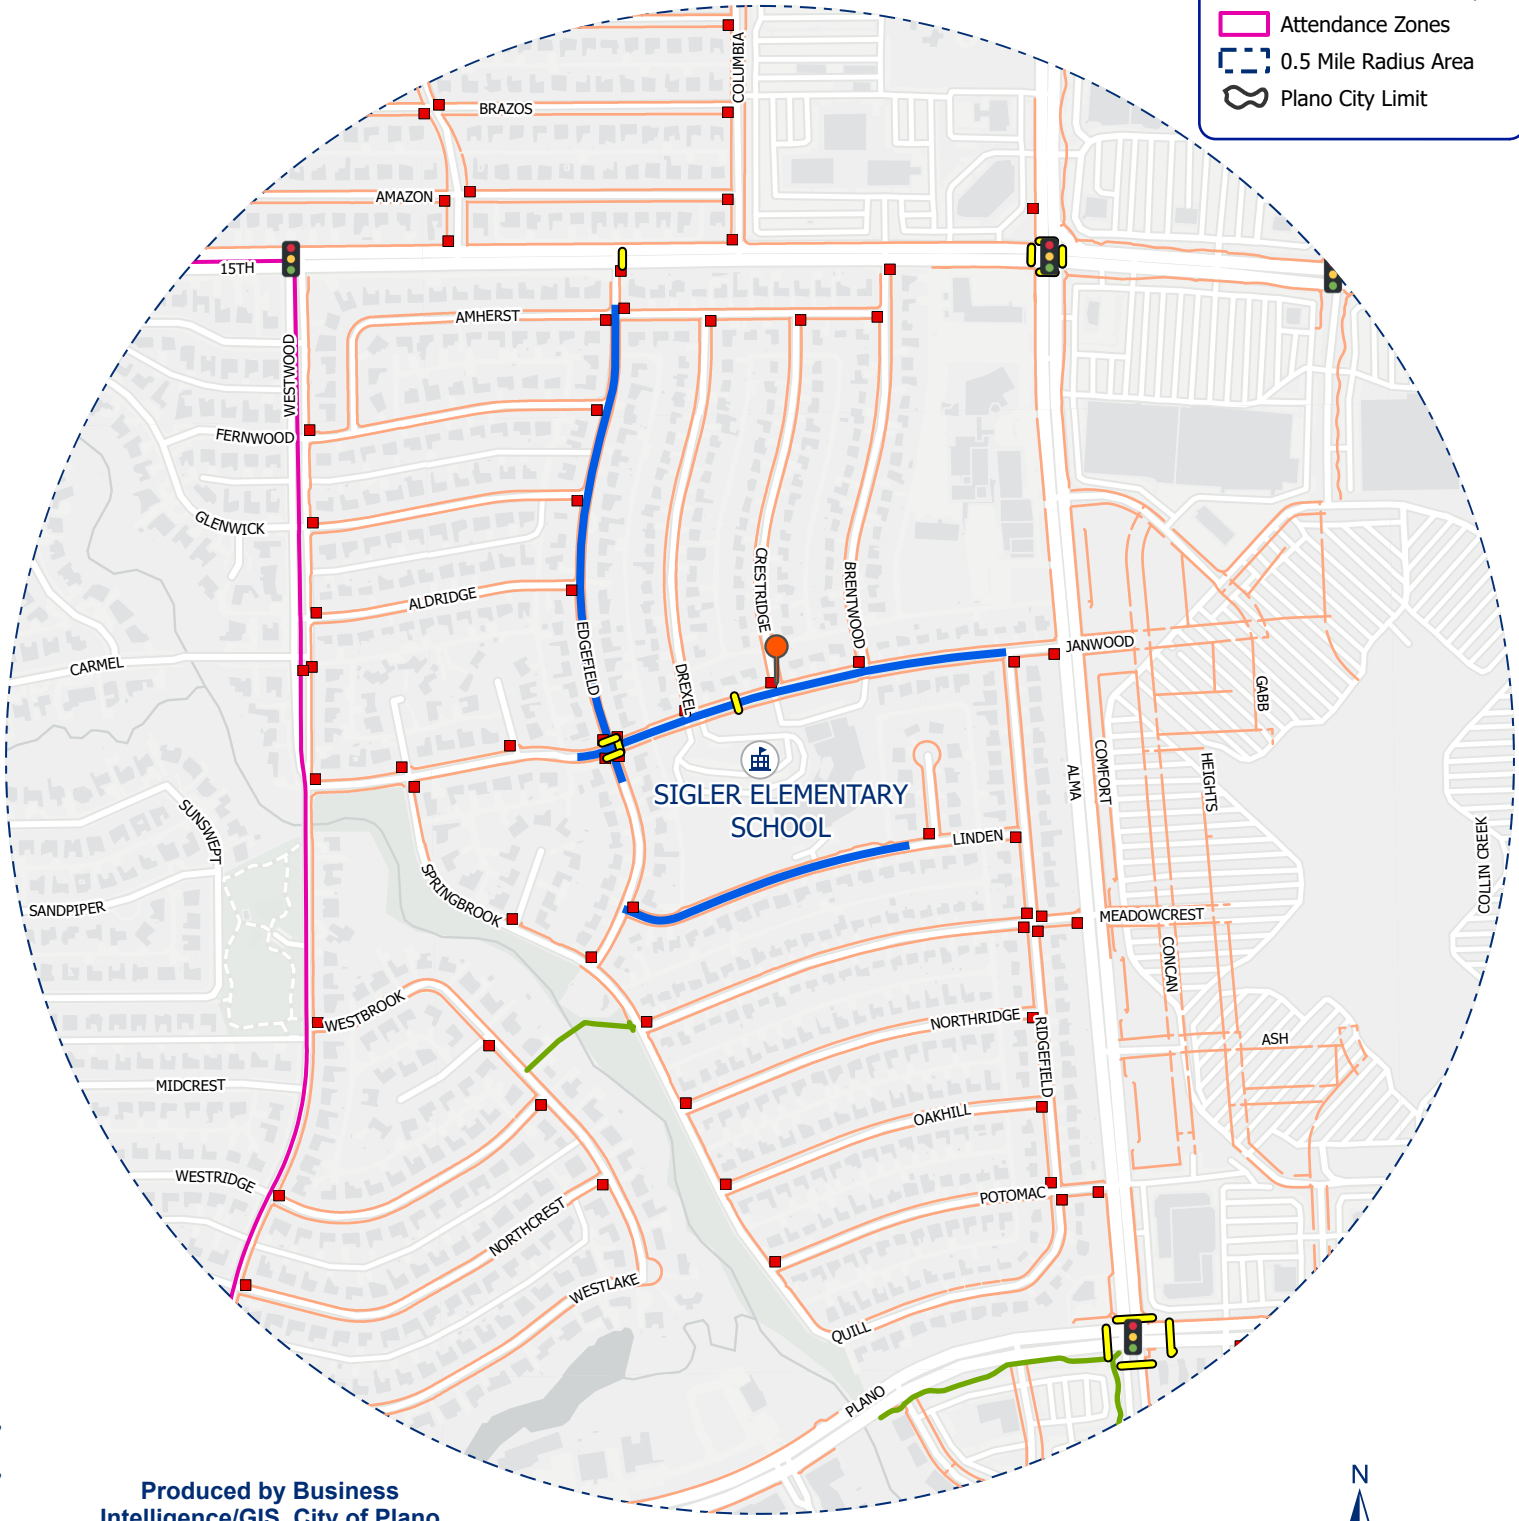 Attendance Zones
0.5 Mile Radius Area
Plano City Limit
COLUMBIA
BRAZOS
AMAZON
15TH
AMHERST
WESTWOOD
FERNWOOD
GLENWICK
ALDRIDGE
CRESTRIDGE
BRENTWOOD
EDGEFIELD
DREXEL
JANWOOD
CARMEL
GABB
COMFORT
HEIGHTS
ALMA
SIGLER ELEMENTARY
SCHOOL
SUNSWEPT
LINDEN
COLLIN CREEK
SPRINGBROOK
SANDPIPER
MEADOWCREST
CONCAN
WESTBROOK
NORTHRIDGE
RIDGEFIELD
ASH
MIDCREST
OAKHILL
WESTRIDGE
POTOMAC
NORTHCREST
WESTLAKE
QUILL
PLANO
N
Produced by Business
Intelligence/GIS, City of Plano